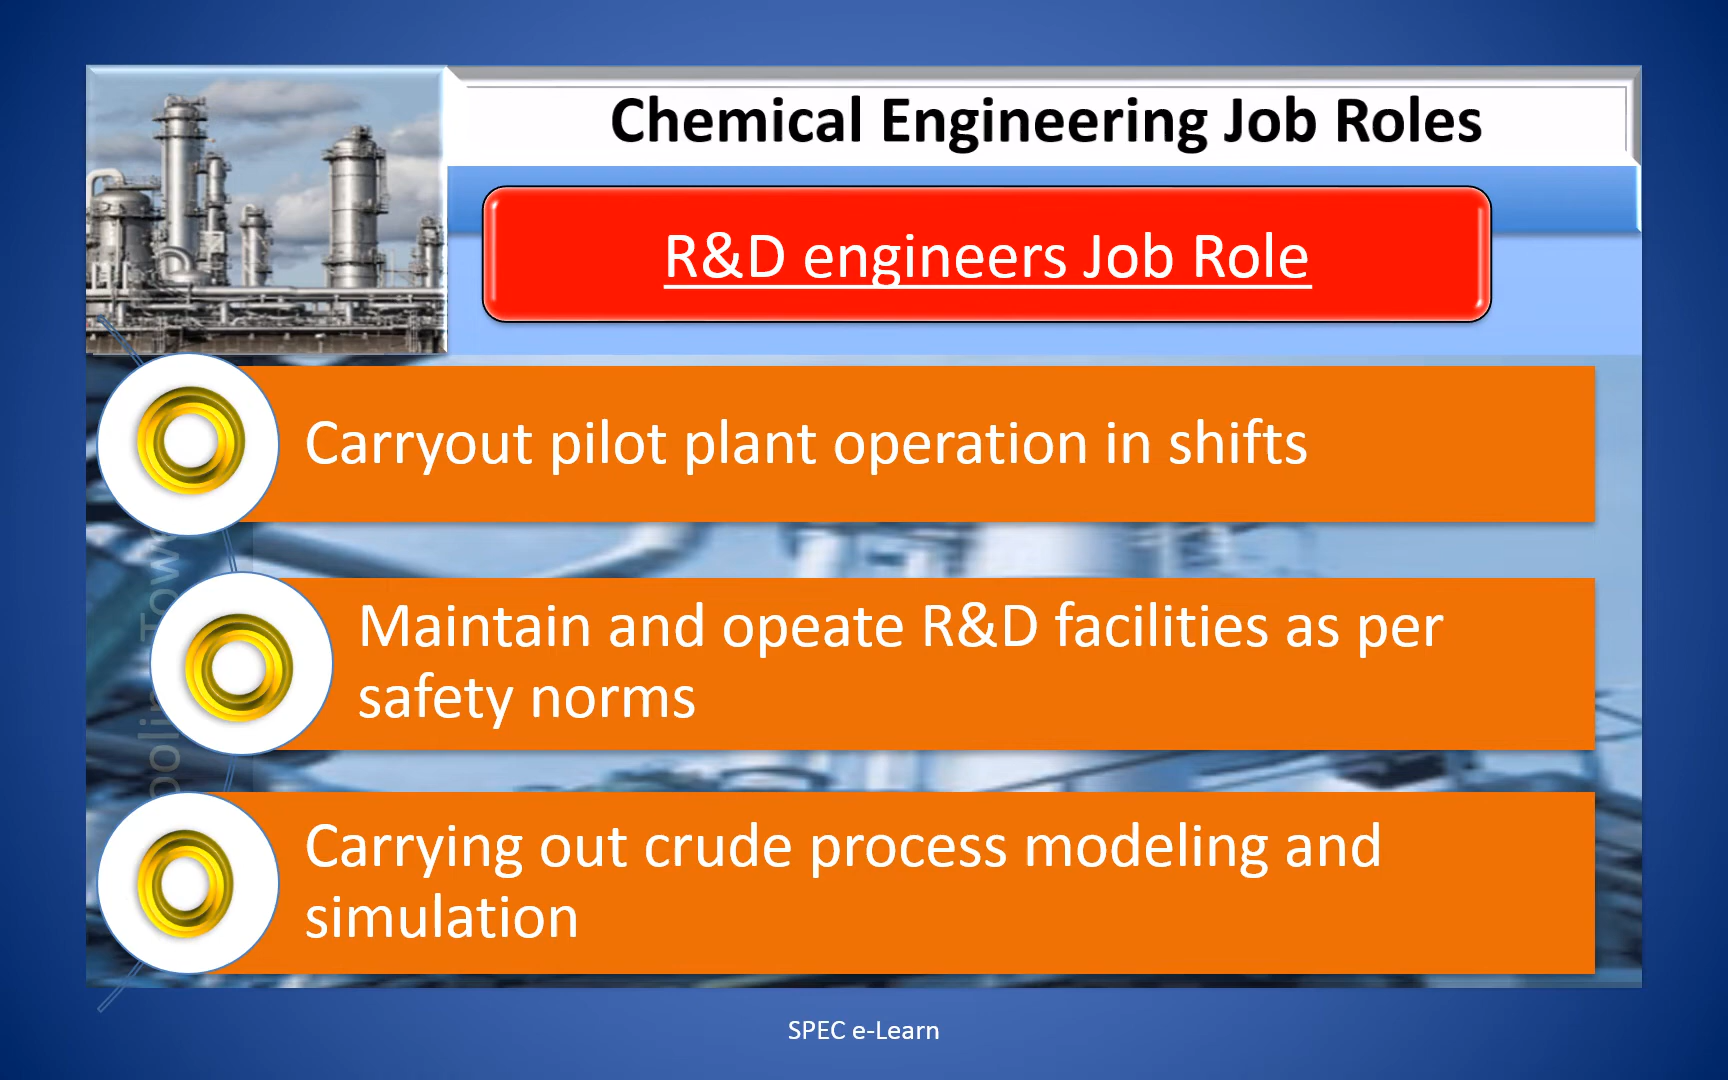 Chemical Engineering Job Roles
R&D engineers Job Role
Carryout pilot plant operation in shifts
Maintain and opeate R&D facilities as per
safety norms
Carrying out crude process modeling and
simulation
SPEC e-Learn